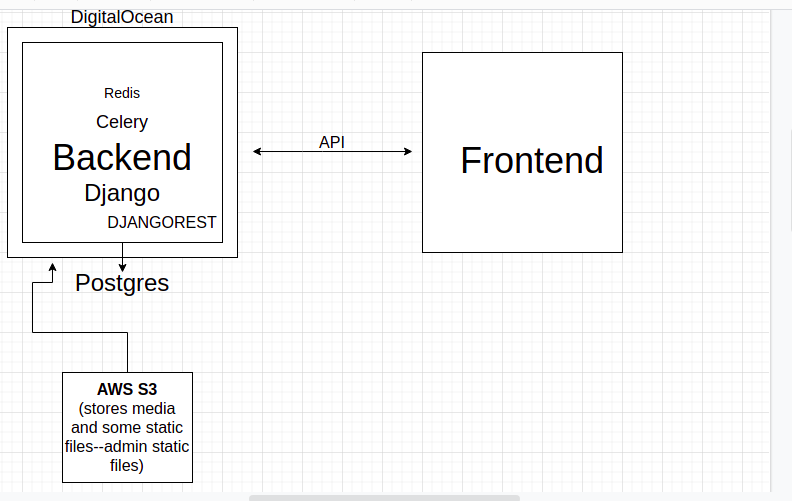 DigitalOcean
Redis
Celery
Backend
Django
DJANGOREST
API
Frontend
Postgres
AWS S3
(stores media
and some static
files--admin static
files)